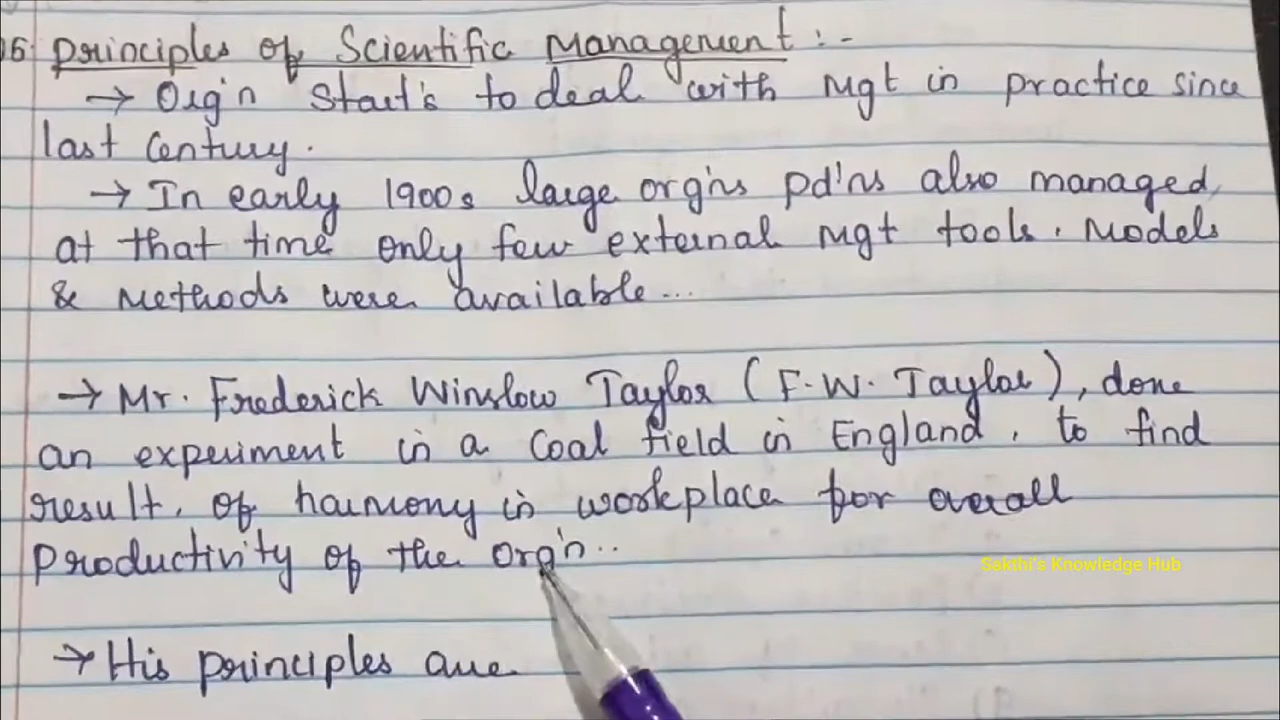 06. Principles of Scientific Management :-
→ Org'n start's to deal with Mgt in practice since
last Century.
→ In early 1900s large org'ns pd'ns also managed,
at that time only few external Mgt tools, Models
& Methods were available...
→ Mr. Frederick Winslow Taylor (F.W. Taylor), done
an experiment in a Coal field in England, to find
result, of harmony in workplace for overall
Productivity of the Org'n..
Sakthi's Knowledge Hub
→ His principles are